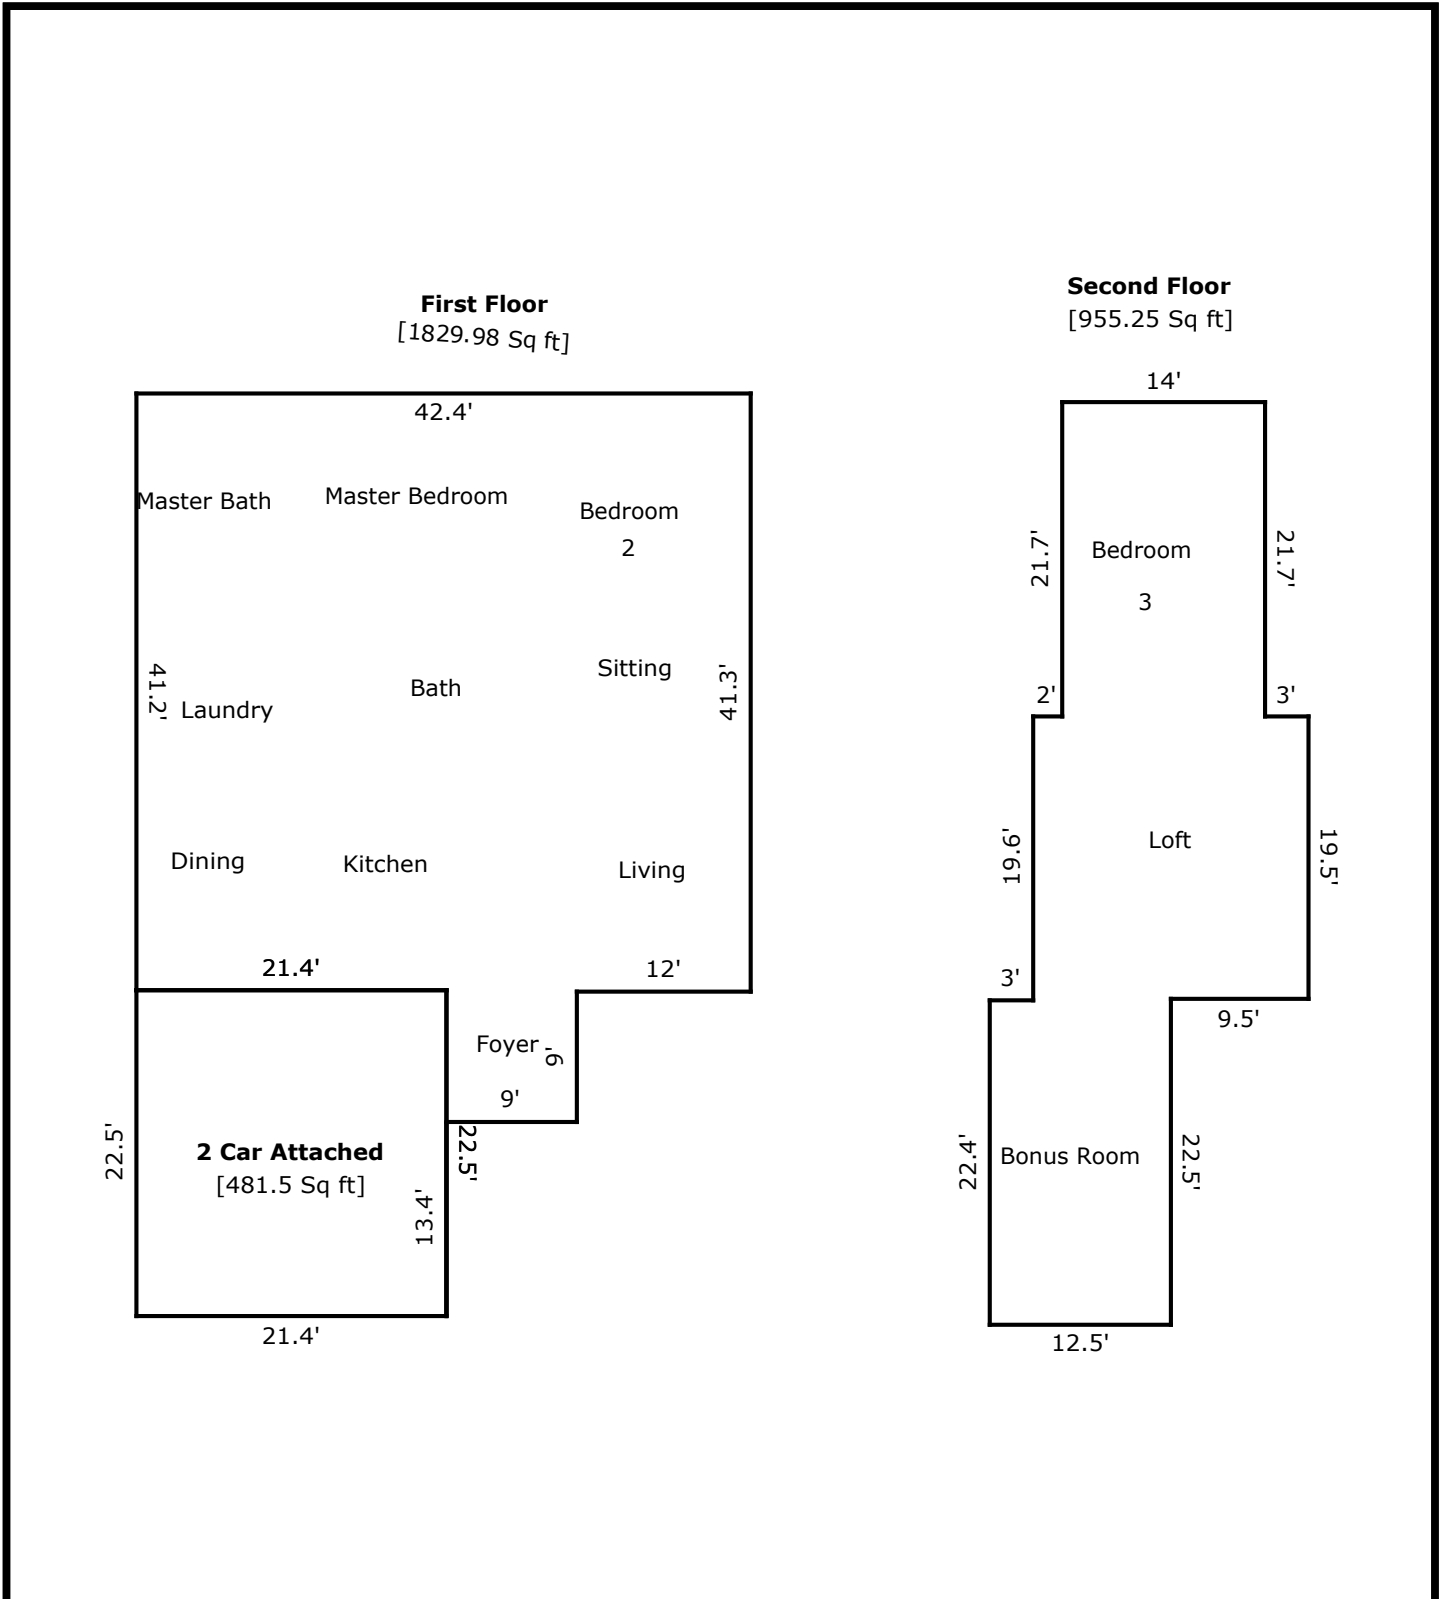 First Floor
[1829.98 Sq ft]
42.4'
Master Bath
Master Bedroom
Bedroom
2
41.2'
Laundry
Bath
Sitting
41.3'
Dining
Kitchen
Living
21.4'
12'
Foyer
9'
9'
22.5'
2 Car Attached
[481.5 Sq ft]
22.5'
13.4'
21.4'
Second Floor
[955.25 Sq ft]
14'
21.7'
Bedroom
3
21.7'
2'
3'
19.6'
Loft
19.5'
3'
9.5'
22.4'
Bonus Room
22.5'
12.5'